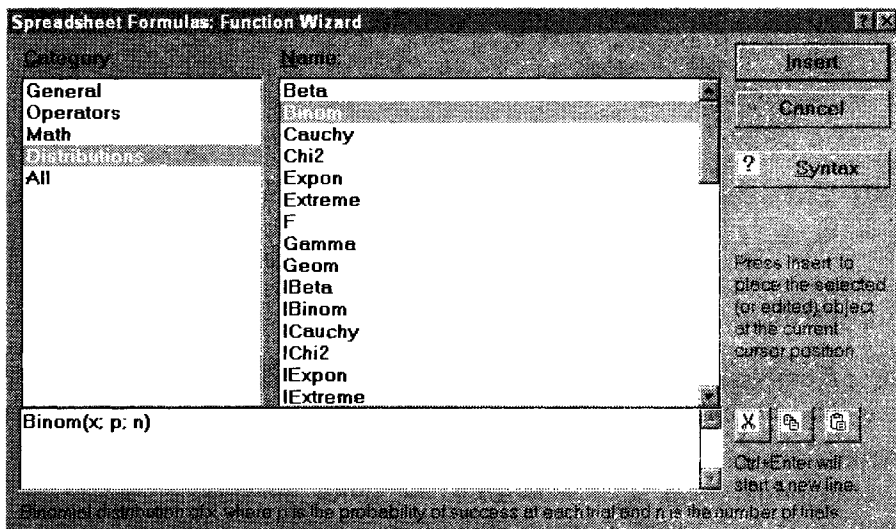 Spreadsheet Formulas: Function Wizard
Category
Name:
General
Operators
Math
Distributions
All
Beta
Binom
Cauchy
Chi2
Expon
Extreme
F
Gamma
Geom
IBeta
IBinom
ICauchy
IChi2
IExpon
IExtreme
Insert
Cancel
? Syntax
Press Insert to
place the selected
(or edited) object
at the current
cursor position
Binom(x; p; n)
Ctrl+Enter will
start a new line.
Binomial distribution of x, where p is the probability of success at each trial and n is the number of trials